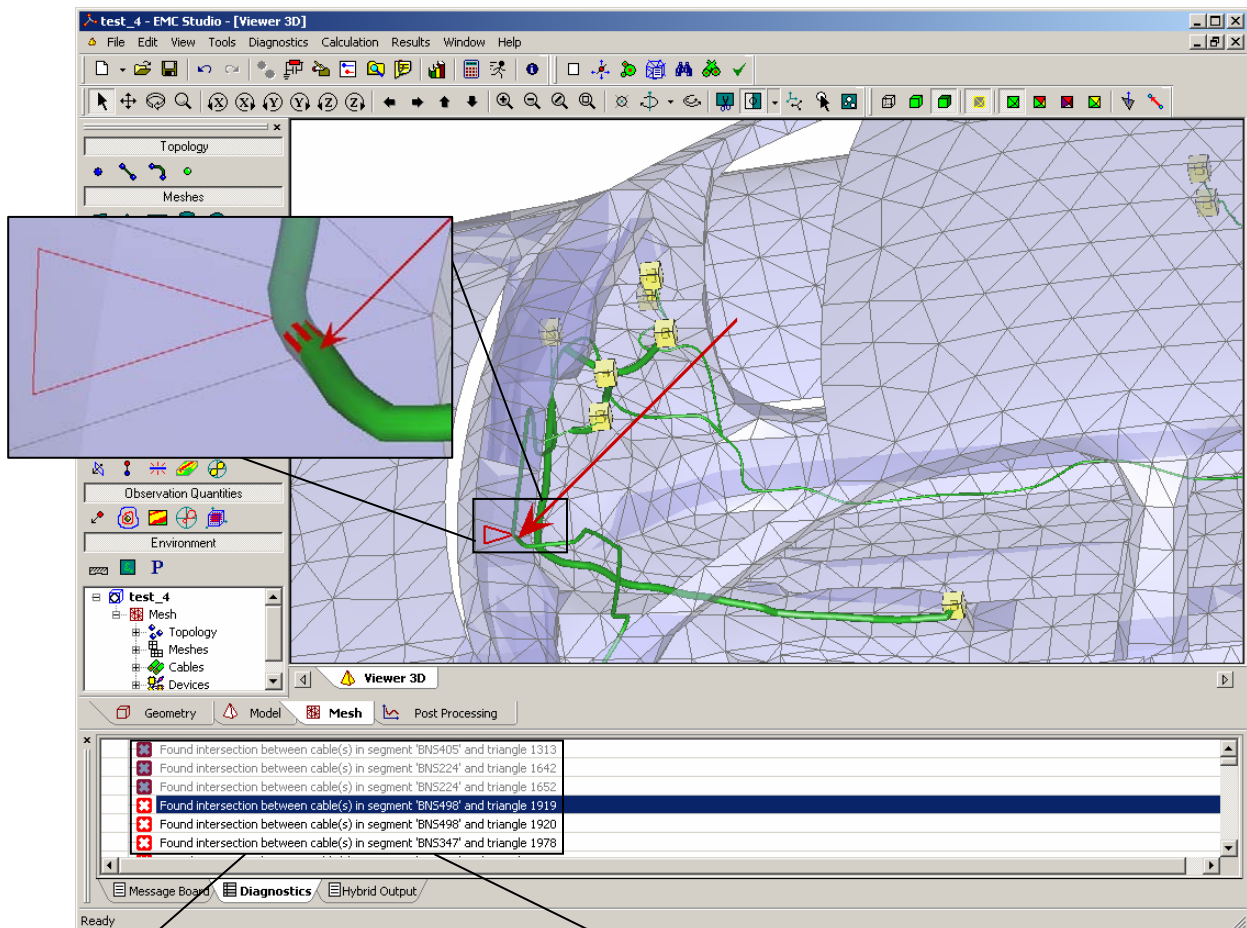 test_4 - EMC Studio - [Viewer 3D]
File Edit View Tools Diagnostics Calculation Results Window Help
Topology
Meshes
Observation Quantities
Environment
P
test_4
Mesh
Topology
Meshes
Cables
Devices
Viewer 3D
Geometry Model Mesh Post Processing
Found intersection between cable(s) in segment 'BNS405' and triangle 1313
Found intersection between cable(s) in segment 'BNS224' and triangle 1642
Found intersection between cable(s) in segment 'BNS224' and triangle 1652
Found intersection between cable(s) in segment 'BNS498' and triangle 1919
Found intersection between cable(s) in segment 'BNS498' and triangle 1920
Found intersection between cable(s) in segment 'BNS347' and triangle 1978
Message Board Diagnostics Hybrid Output
Ready